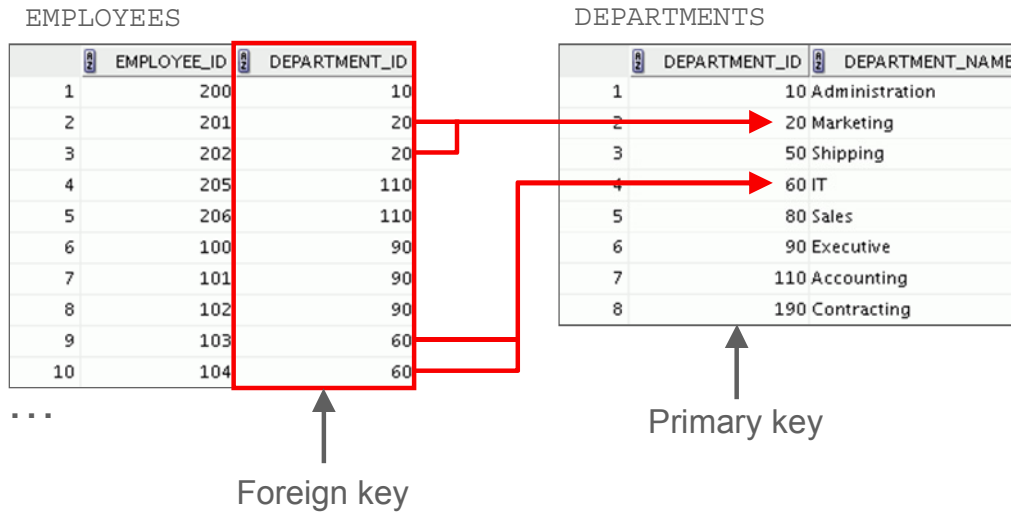 EMPLOYEES
EMPLOYEE_ID DEPARTMENT_ID
1 200 10
2 201 20
3 202 20
4 205 110
5 206 110
6 100 90
7 101 90
8 102 90
9 103 60
10 104 60
...
Foreign key
DEPARTMENTS
DEPARTMENT_ID DEPARTMENT_NAME
1 10 Administration
2 20 Marketing
3 50 Shipping
4 60 IT
5 80 Sales
6 90 Executive
7 110 Accounting
8 190 Contracting
Primary key